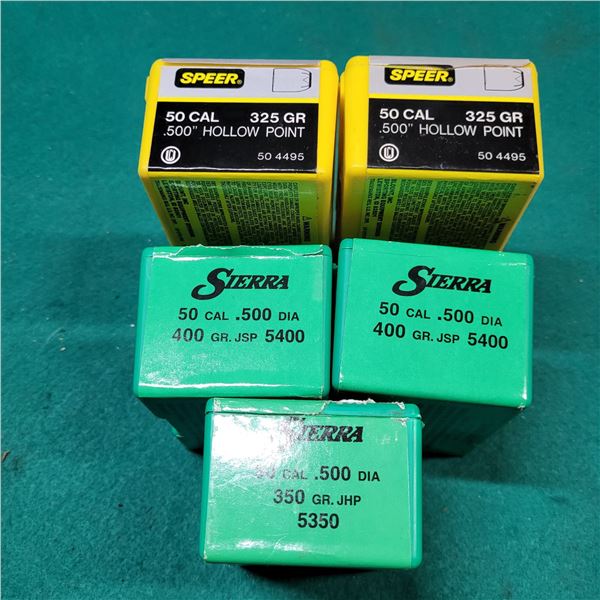 SPEER
50 CAL 325 GR
.500" HOLLOW POINT
50 4495
SPEER
50 CAL 325 GR
.500" HOLLOW POINT
50 4495
SIERRA
50 CAL .500 DIA
400 GR. JSP 5400
SIERRA
50 CAL .500 DIA
400 GR. JSP 5400
SIERRA
50 CAL .500 DIA
350 GR. JHP
5350